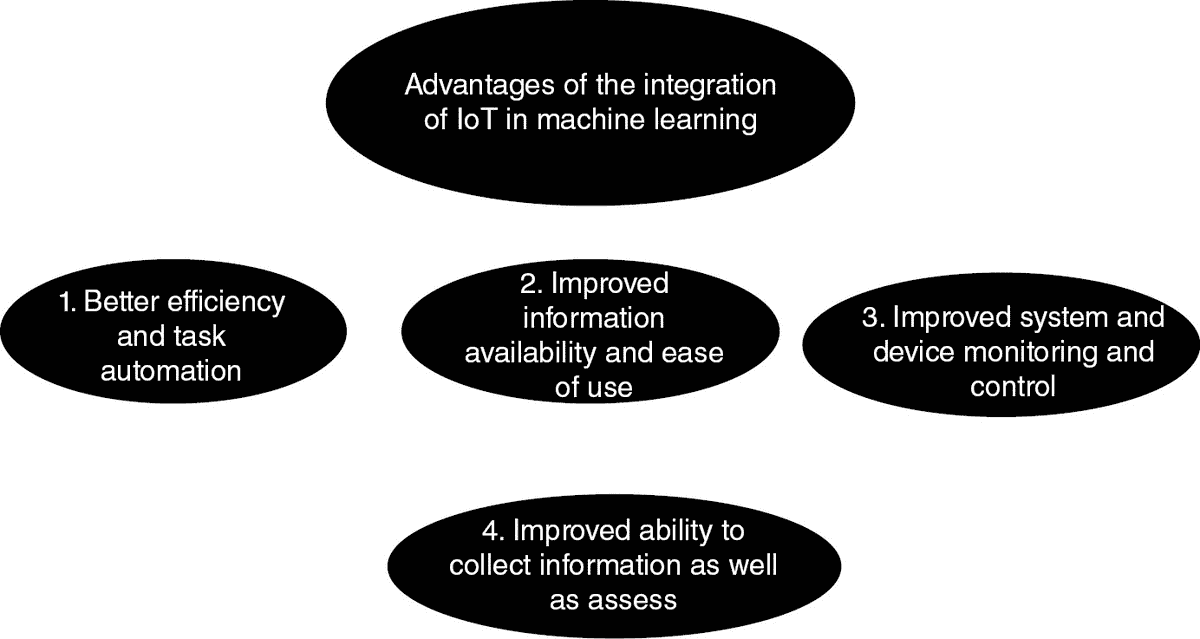 Advantages of the integration
of IoT in machine learning
1. Better efficiency
and task
automation
2. Improved
information
availability and ease
of use
3. Improved system and
device monitoring and
control
4. Improved ability to
collect information as well
as assess